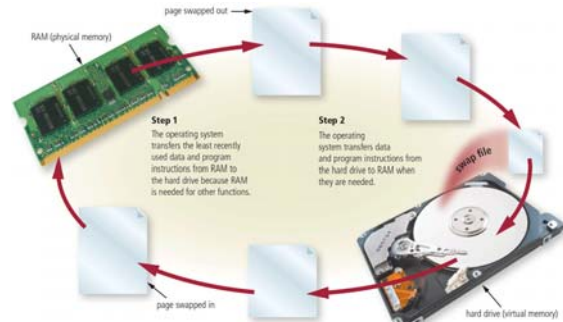 page swapped out
RAM (physical memory)
Step 1
The operating system
transfers the least recently
used data and program
instructions from RAM to
the hard drive because RAM
is needed for other functions.
Step 2
The operating
system transfers data
and program instructions from
the hard drive to RAM when
they are needed.
swap file
page swapped in
hard drive (virtual memory)